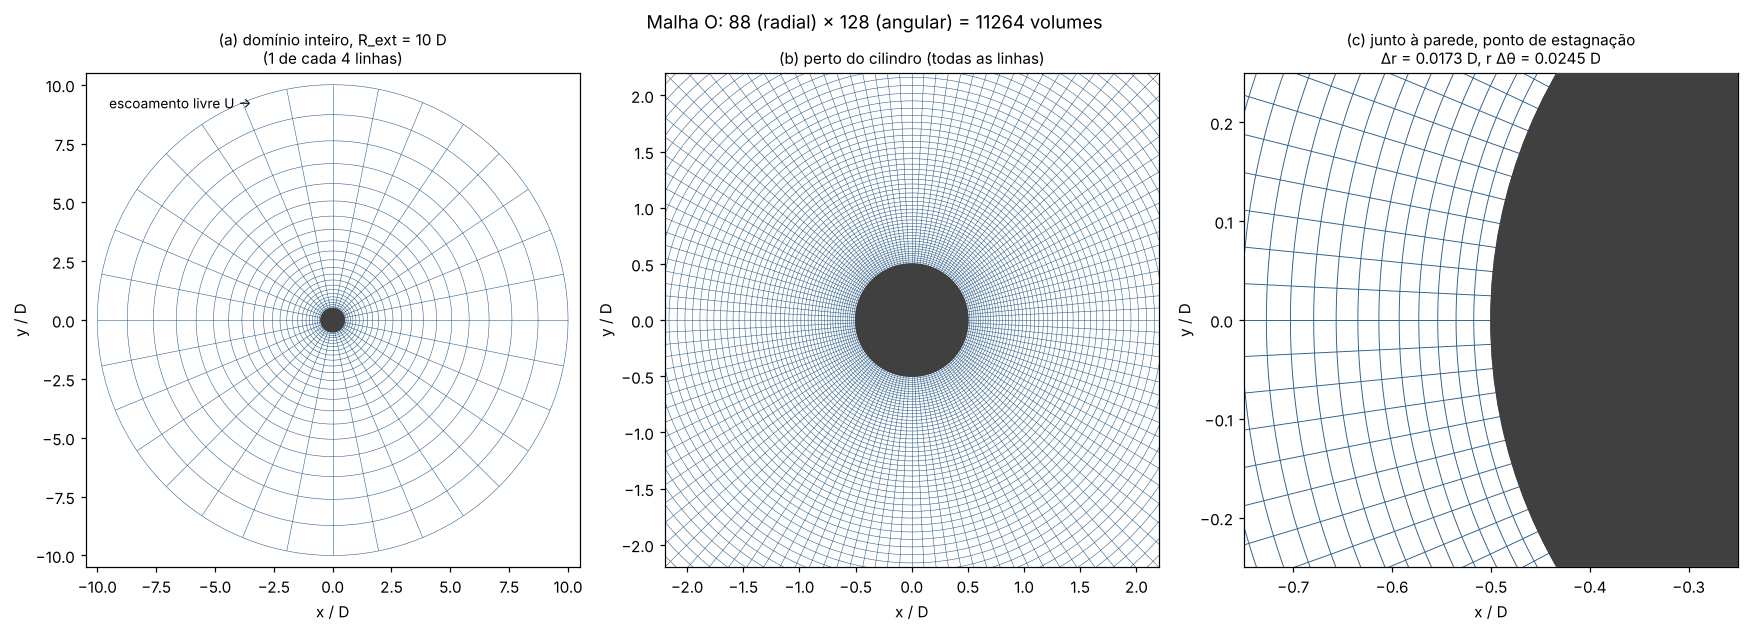 Malha O: 88 (radial) × 128 (angular) = 11264 volumes
(a) domínio inteiro, R_ext = 10 D
(1 de cada 4 linhas)
escoamento livre U →
10.0
7.5
5.0
2.5
0.0
−2.5
−5.0
−7.5
−10.0
y / D
−10.0 −7.5 −5.0 −2.5 0.0 2.5 5.0 7.5 10.0
x / D
(b) perto do cilindro (todas as linhas)
2.0
1.5
1.0
0.5
0.0
−0.5
−1.0
−1.5
−2.0
y / D
−2.0 −1.5 −1.0 −0.5 0.0 0.5 1.0 1.5 2.0
x / D
(c) junto à parede, ponto de estagnação
Δr = 0.0173 D, r Δθ = 0.0245 D
0.2
0.1
0.0
−0.1
−0.2
y / D
−0.7 −0.6 −0.5 −0.4 −0.3
x / D